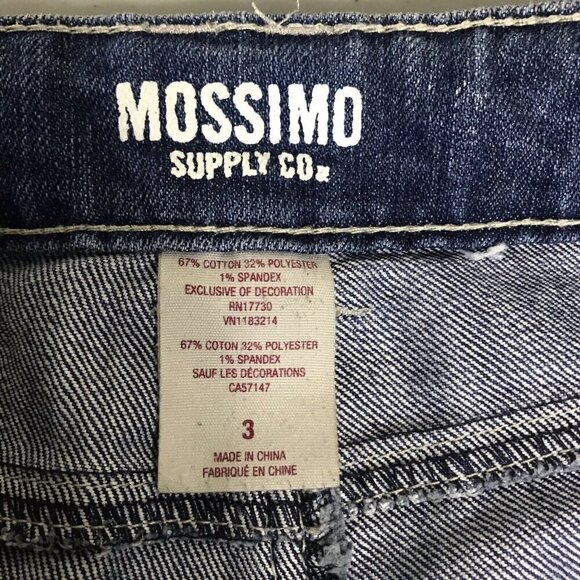 MOSSIMO
SUPPLY CO.
67% COTTON 32% POLYESTER
1% SPANDEX
EXCLUSIVE OF DECORATION
RN17730
VN1183214
67% COTON 32% POLYESTER
1% SPANDEX
SAUF LES DÉCORATIONS
CA57147
3
MADE IN CHINA
FABRIQUÉ EN CHINE